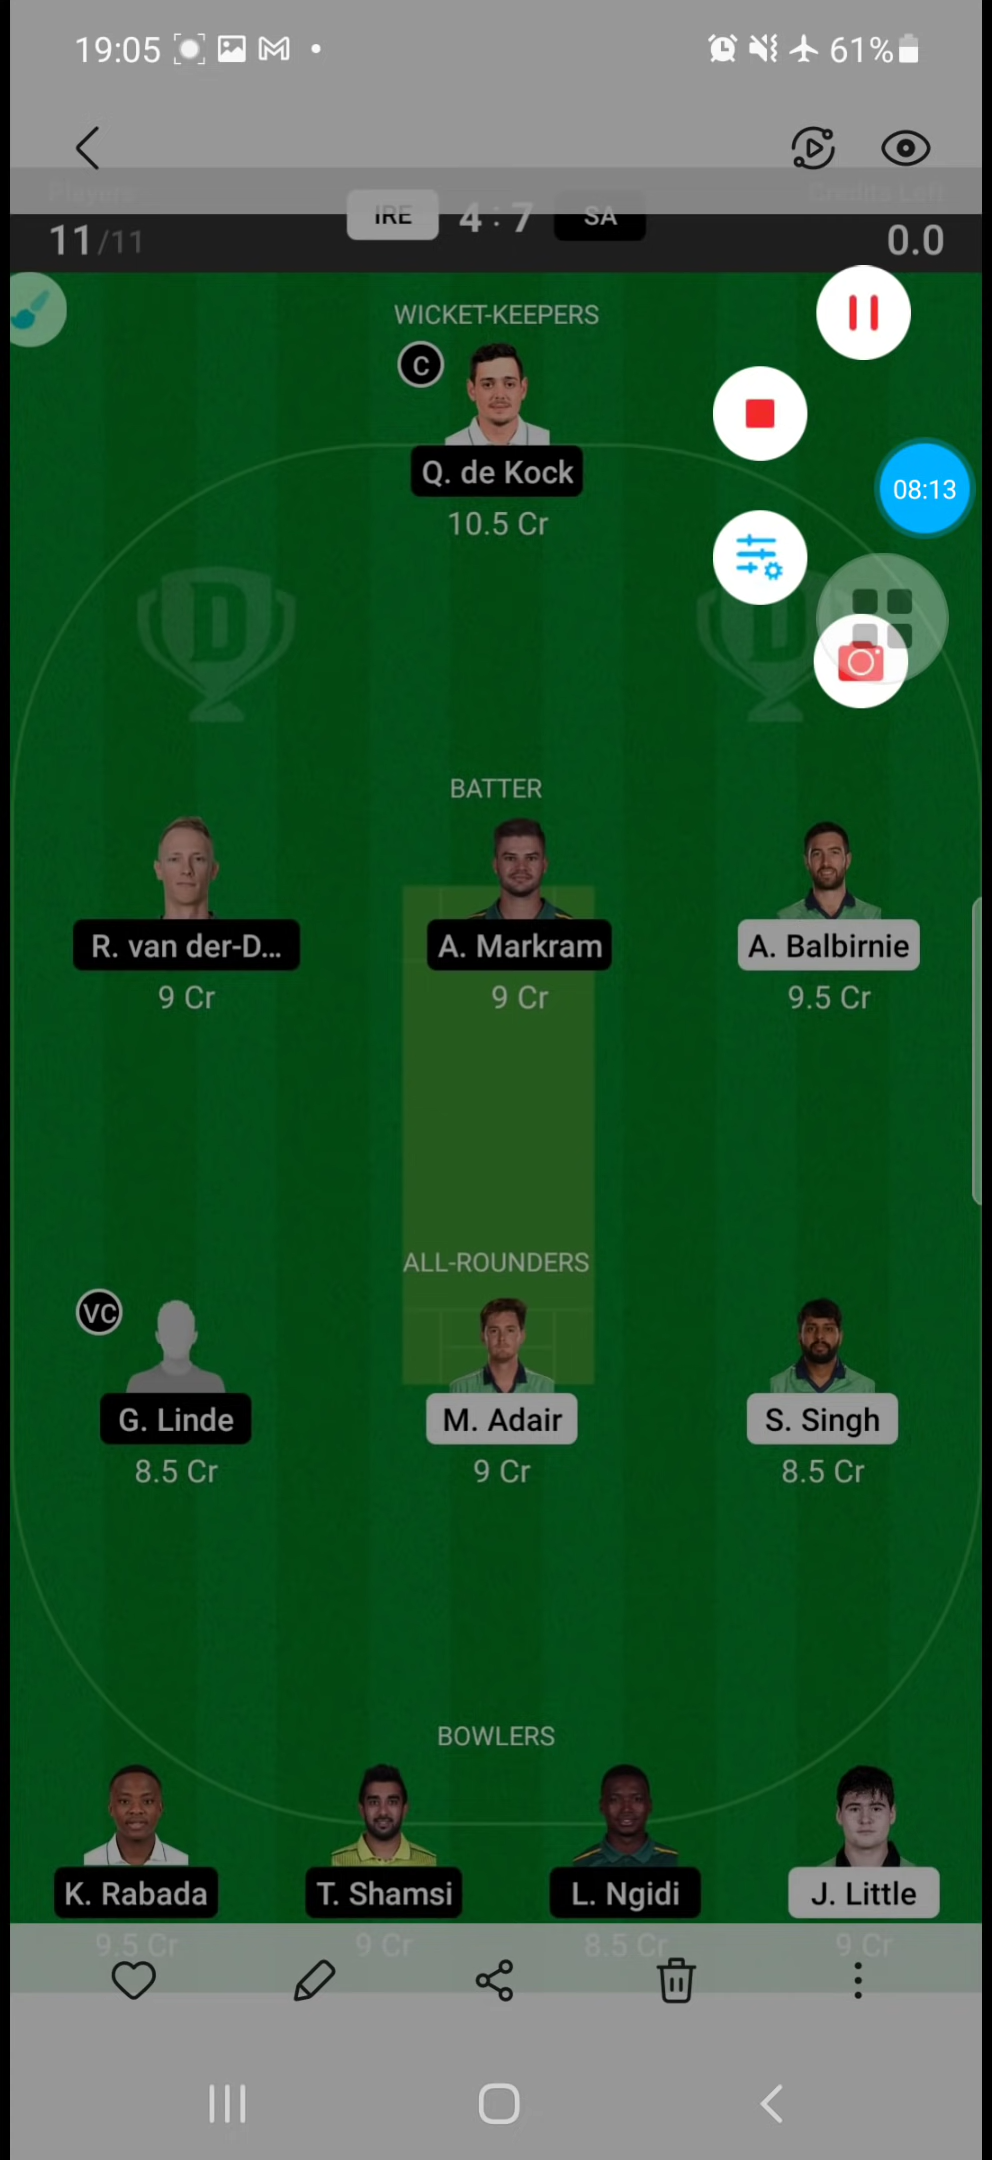 19:05 61%
Players Credits Left
IRE 4 : 7 SA
11/11 0.0
WICKET-KEEPERS
C
Q. de Kock
10.5 Cr
08:13
D D
BATTER
R. van der-D... A. Markram A. Balbirnie
9 Cr 9 Cr 9.5 Cr
ALL-ROUNDERS
VC
G. Linde M. Adair S. Singh
8.5 Cr 9 Cr 8.5 Cr
BOWLERS
K. Rabada T. Shamsi L. Ngidi J. Little
9.5 Cr 9 Cr 8.5 Cr 9 Cr